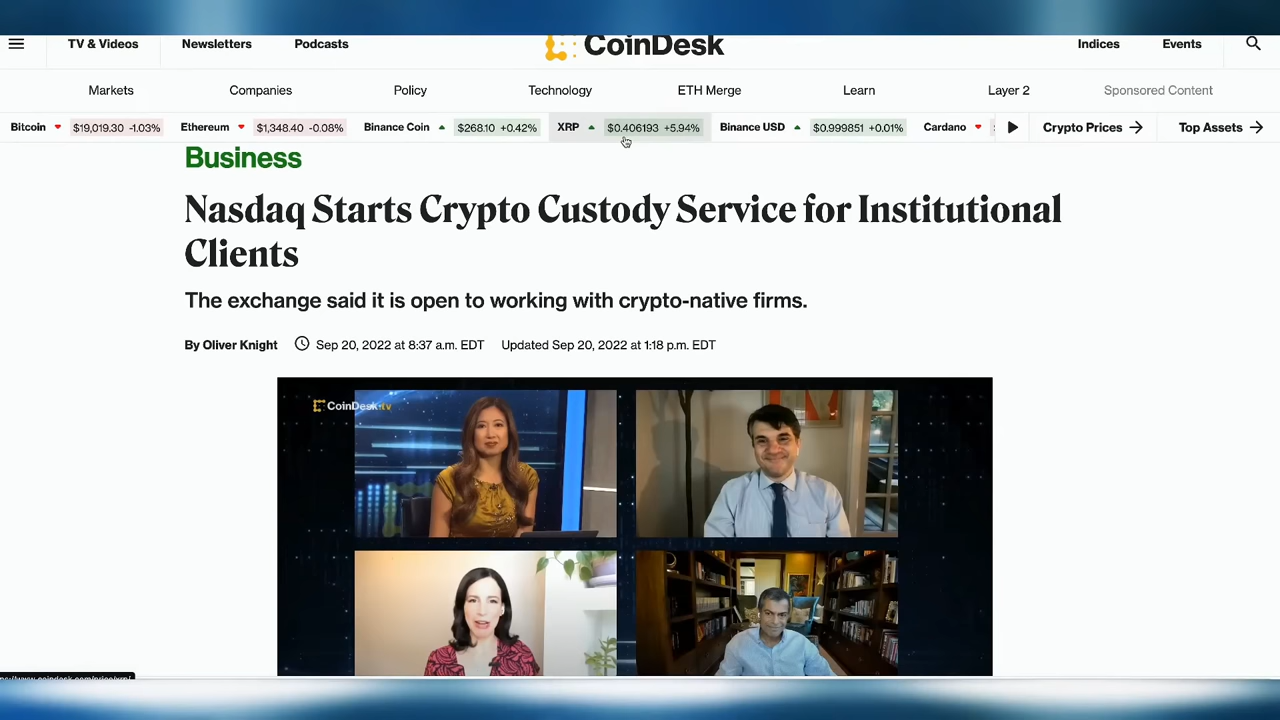 TV & Videos Newsletters Podcasts CoinDesk Indices Events
Markets Companies Policy Technology ETH Merge Learn Layer 2 Sponsored Content
Bitcoin $19,019.30 -1.03% Ethereum $1,348.40 -0.08% Binance Coin $268.10 +0.42% XRP $0.406193 +5.94% Binance USD $0.999851 +0.01% Cardano Crypto Prices Top Assets
Business
Nasdaq Starts Crypto Custody Service for Institutional
Clients
The exchange said it is open to working with crypto-native firms.
By Oliver Knight Sep 20, 2022 at 8:37 a.m. EDT Updated Sep 20, 2022 at 1:18 p.m. EDT
CoinDesk.tv